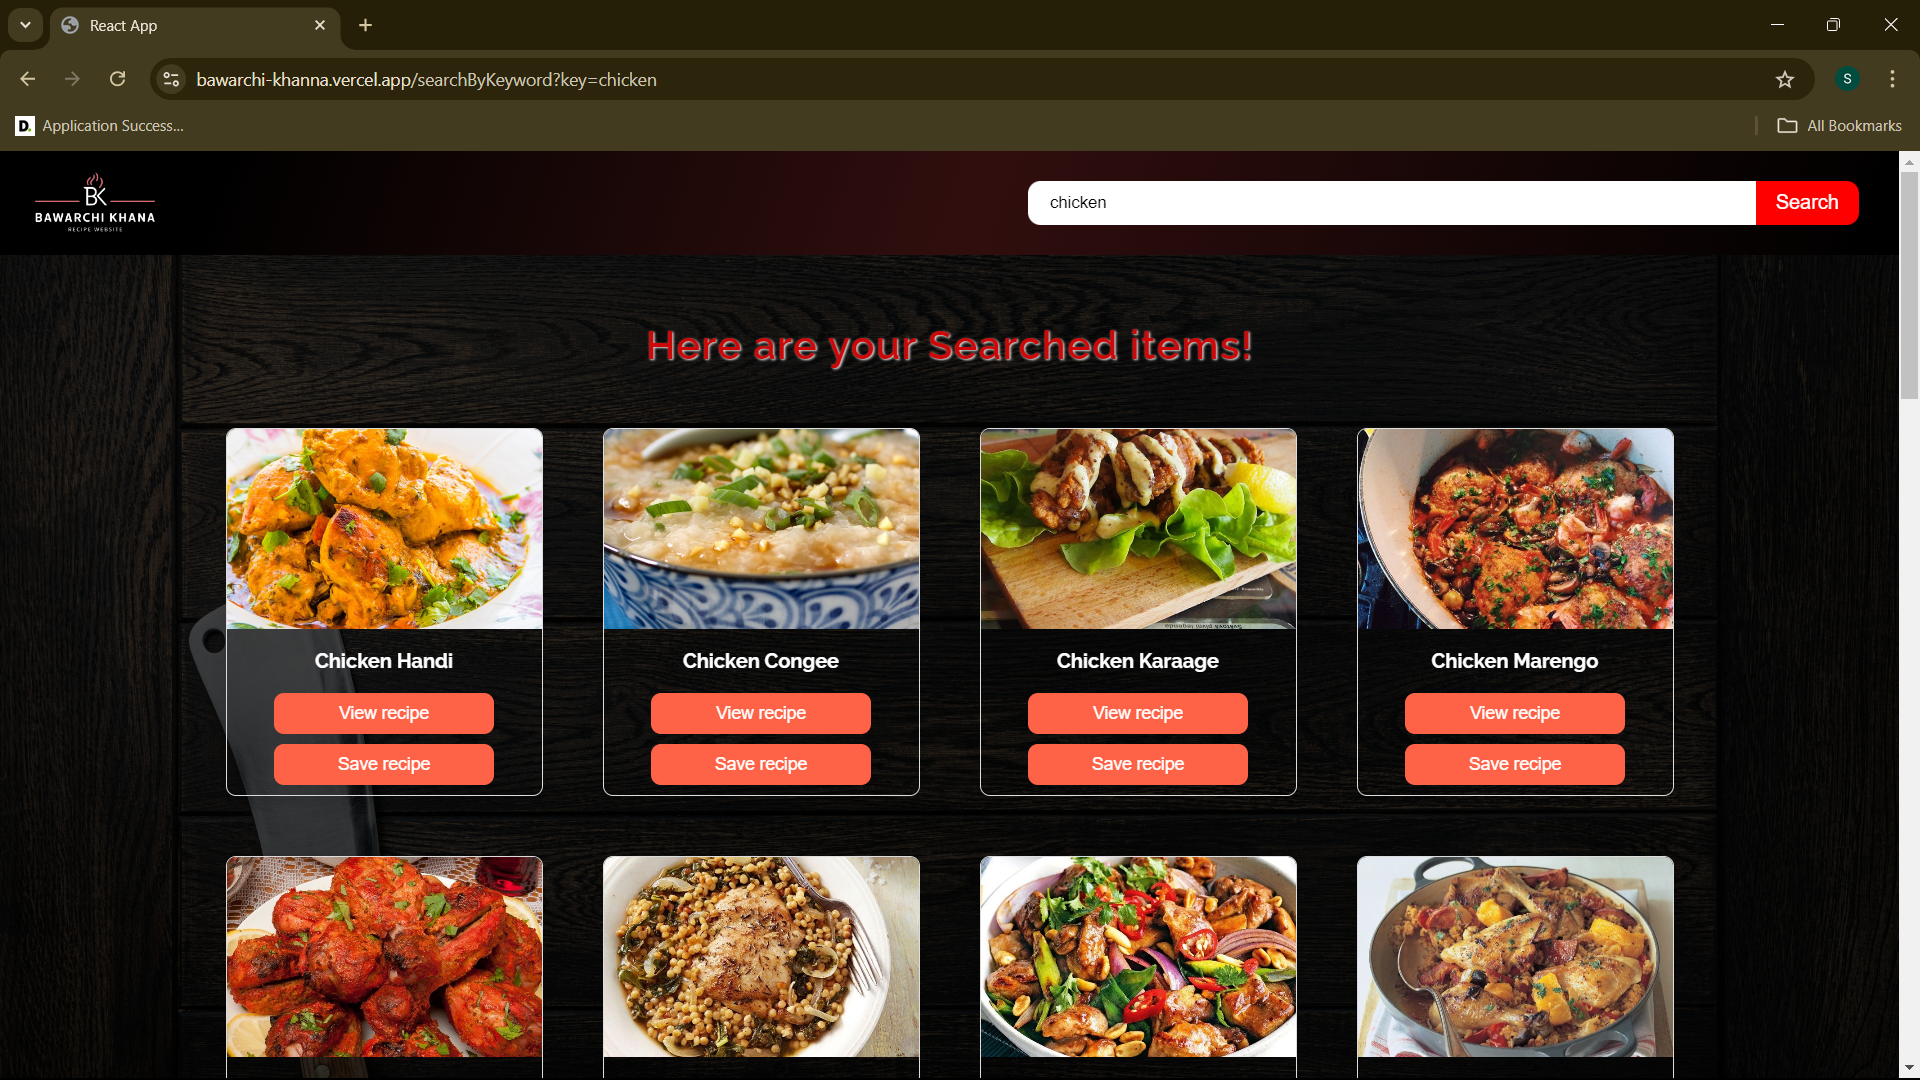 React App
bawarchi-khanna.vercel.app/searchByKeyword?key=chicken
S
D. Application Success...
All Bookmarks
BK
BAWARCHI KHANA
RECIPE WEBSITE
chicken
Search
Here are your Searched items!
Chicken Handi
Chicken Congee
Chicken Karaage
Chicken Marengo
View recipe
View recipe
View recipe
View recipe
Save recipe
Save recipe
Save recipe
Save recipe